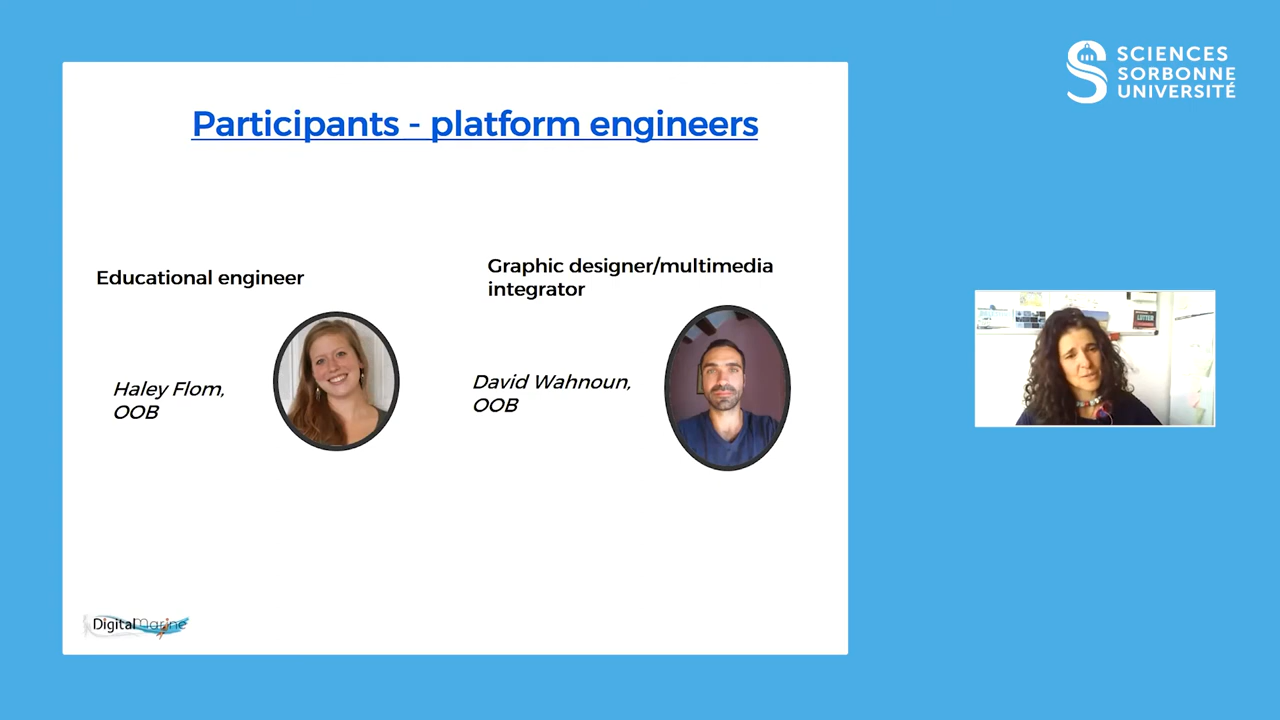 SCIENCES
SORBONNE
UNIVERSITÉ
Participants - platform engineers
Educational engineer
Graphic designer/multimedia
integrator
Haley Flom,
OOB
David Wahnoun,
OOB
DigitalMarine